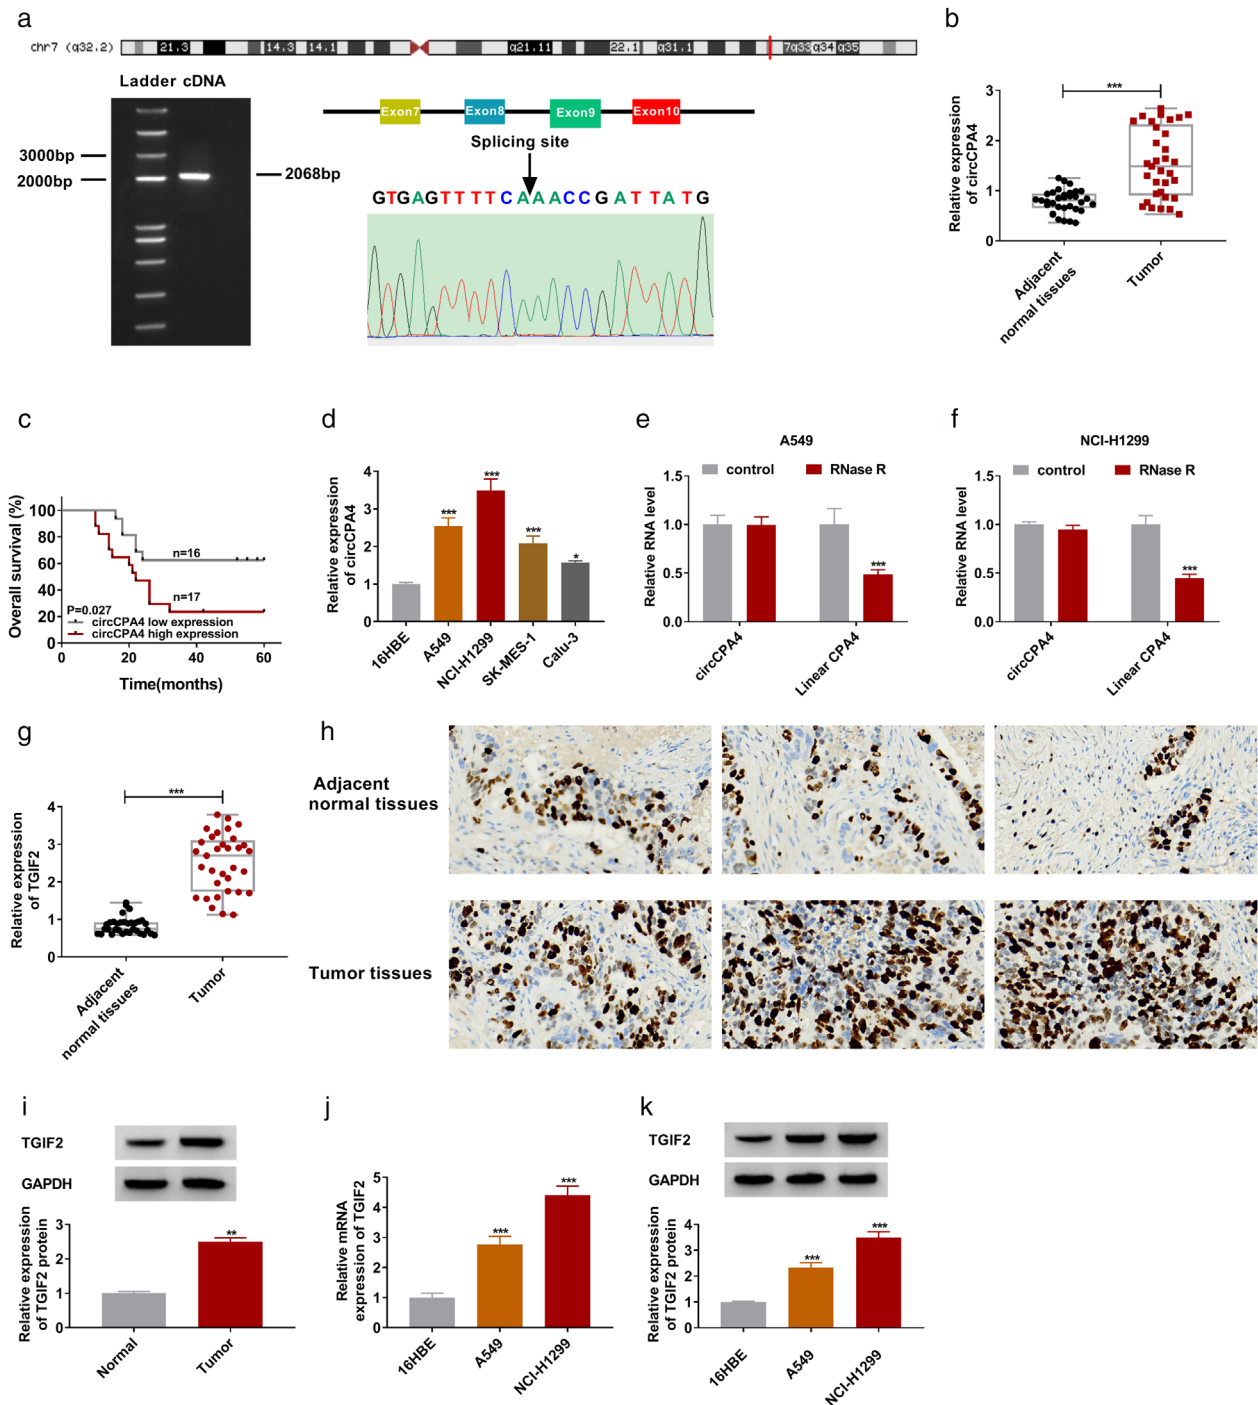 a
chr7 (q32.2) 21.3 14.3 14.1 q21.11 22.1 q31.1 7q33 q34 q35
Ladder cDNA
3000bp
2000bp
2068bp
Exon7 Exon8 Exon9 Exon10
Splicing site
GTGAGTTTTCAAACCGATTATG
b
Relative expression
of circCPA4
3
2
1
0
***
Adjacent
normal tissues
Tumor
c
Overall survival (%)
100
80
60
40
20
0
n=16
n=17
P=0.027
circCPA4 low expression
circCPA4 high expression
0 20 40 60
Time(months)
d
Relative expression
of circCPA4
4
3
2
1
0
*** *** *** *
16HBE A549 NCI-H1299 SK-MES-1 Calu-3
e
A549
control RNase R
Relative RNA level
1.5
1.0
0.5
0.0
***
circCPA4 Linear CPA4
f
NCI-H1299
control RNase R
Relative RNA level
1.5
1.0
0.5
0.0
***
circCPA4 Linear CPA4
g
Relative expression
of TGIF2
4
3
2
1
0
***
Adjacent
normal tissues
Tumor
h
Adjacent
normal tissues
Tumor tissues
i
TGIF2
GAPDH
Relative expression
of TGIF2 protein
3
2
1
0
**
Normal Tumor
j
Relative mRNA
expression of TGIF2
5
4
3
2
1
0
*** ***
16HBE A549 NCI-H1299
k
TGIF2
GAPDH
Relative expression
of TGIF2 protein
4
3
2
1
0
*** ***
16HBE A549 NCI-H1299